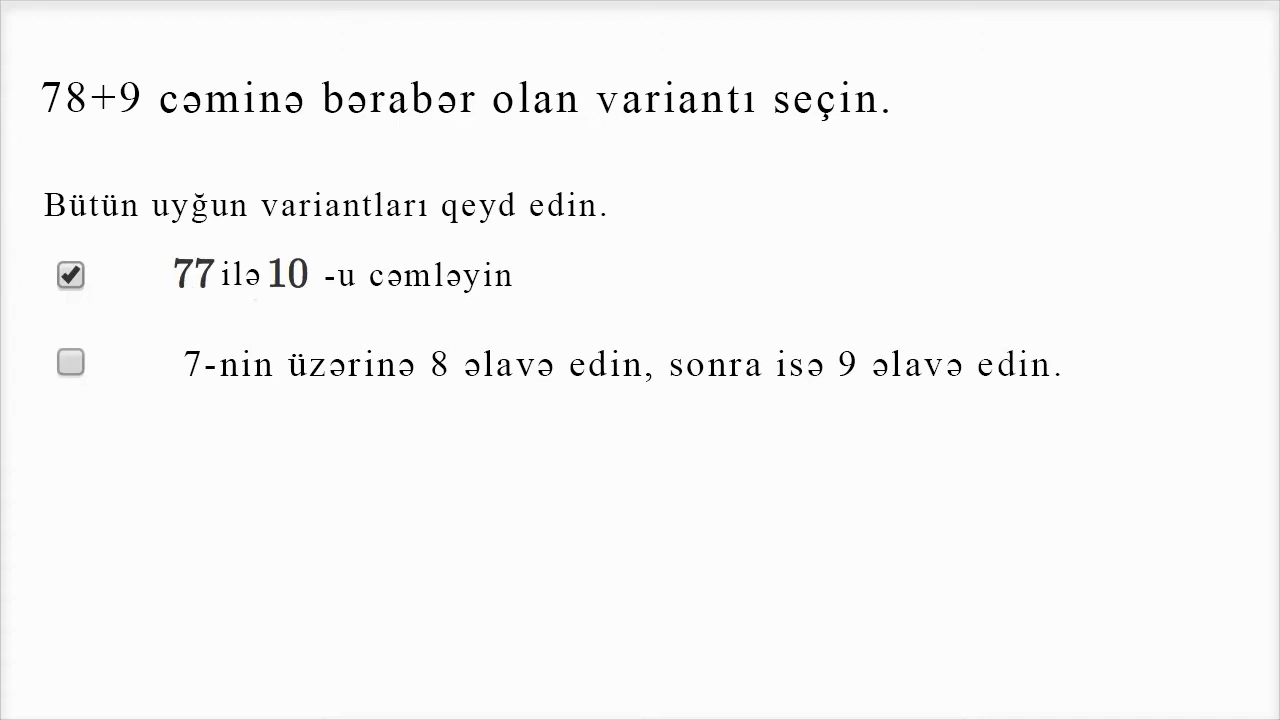 78+9 cəminə bərabər olan variantı seçin.
Bütün uyğun variantları qeyd edin.
77 ilə 10 -u cəmləyin
7-nin üzərinə 8 əlavə edin, sonra isə 9 əlavə edin.